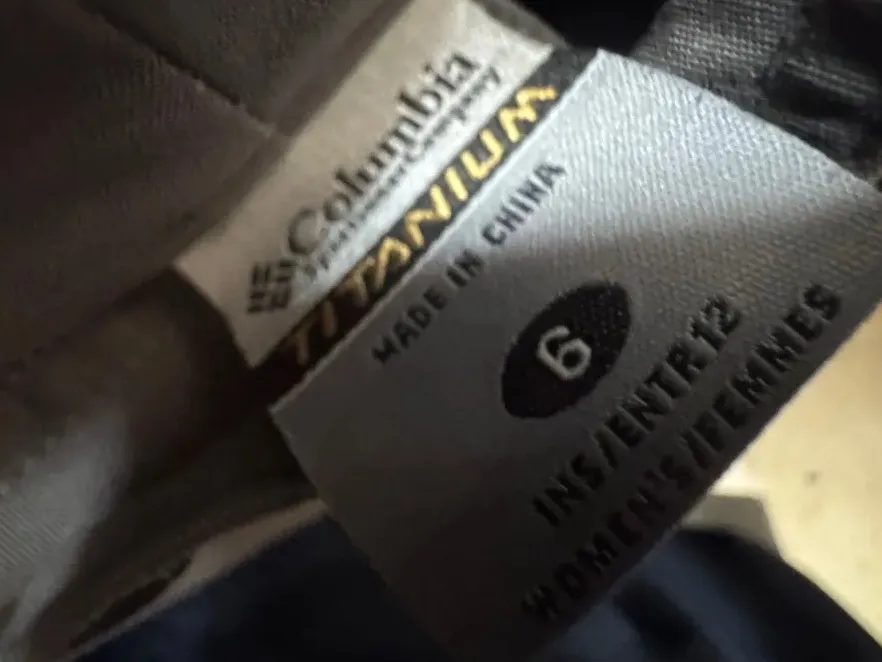 Columbia
Sportswear Company
TITANIUM
MADE IN CHINA
6
INS/ENTR 12
WOMEN'S/FEMMES